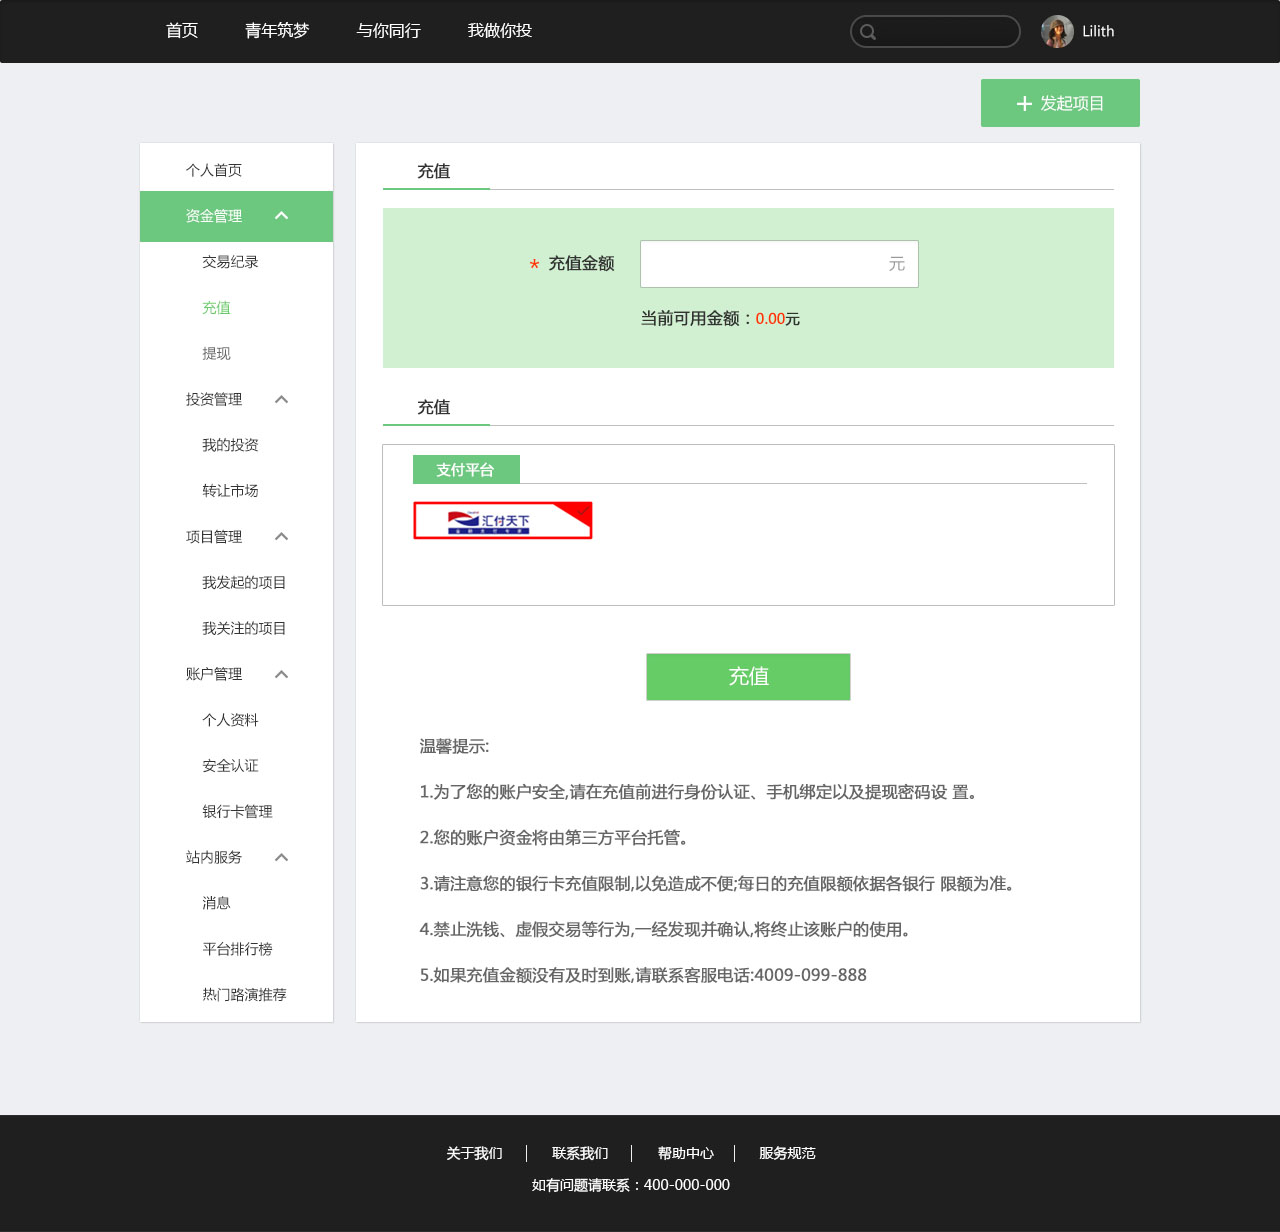 首页 青年筑梦 与你同行 我做你投 Lilith
发起项目
个人首页
资金管理
交易纪录
充值
提现
投资管理
我的投资
转让市场
项目管理
我发起的项目
我关注的项目
账户管理
个人资料
安全认证
银行卡管理
站内服务
消息
平台排行榜
热门路演推荐
充值
* 充值金额 元
当前可用金额：0.00元
充值
支付平台
汇付天下
充值
温馨提示:
1.为了您的账户安全,请在充值前进行身份认证、手机绑定以及提现密码设 置。
2.您的账户资金将由第三方平台托管。
3.请注意您的银行卡充值限制,以免造成不便;每日的充值限额依据各银行 限额为准。
4.禁止洗钱、虚假交易等行为,一经发现并确认,将终止该账户的使用。
5.如果充值金额没有及时到账,请联系客服电话:4009-099-888
关于我们 联系我们 帮助中心 服务规范
如有问题请联系：400-000-000